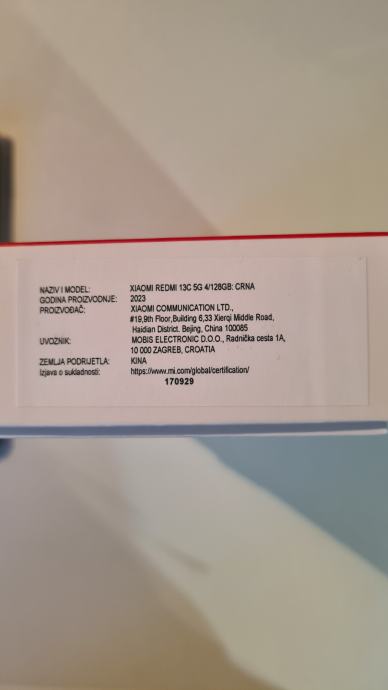 NAZIV I MODEL: XIAOMI REDMI 13C 5G 4/128GB: CRNA
GODINA PROIZVODNJE: 2023
PROIZVOĐAČ: XIAOMI COMMUNICATION LTD.,
#19,9th Floor,Building 6,33 Xierqi Middle Road,
Haidian District. Bejing, China 100085
UVOZNIK: MOBIS ELECTRONIC D.O.O., Radnička cesta 1A,
10 000 ZAGREB, CROATIA
ZEMLJA PODRIJETLA: KINA
Izjava o sukladnosti: https://www.mi.com/global/certification/
170929